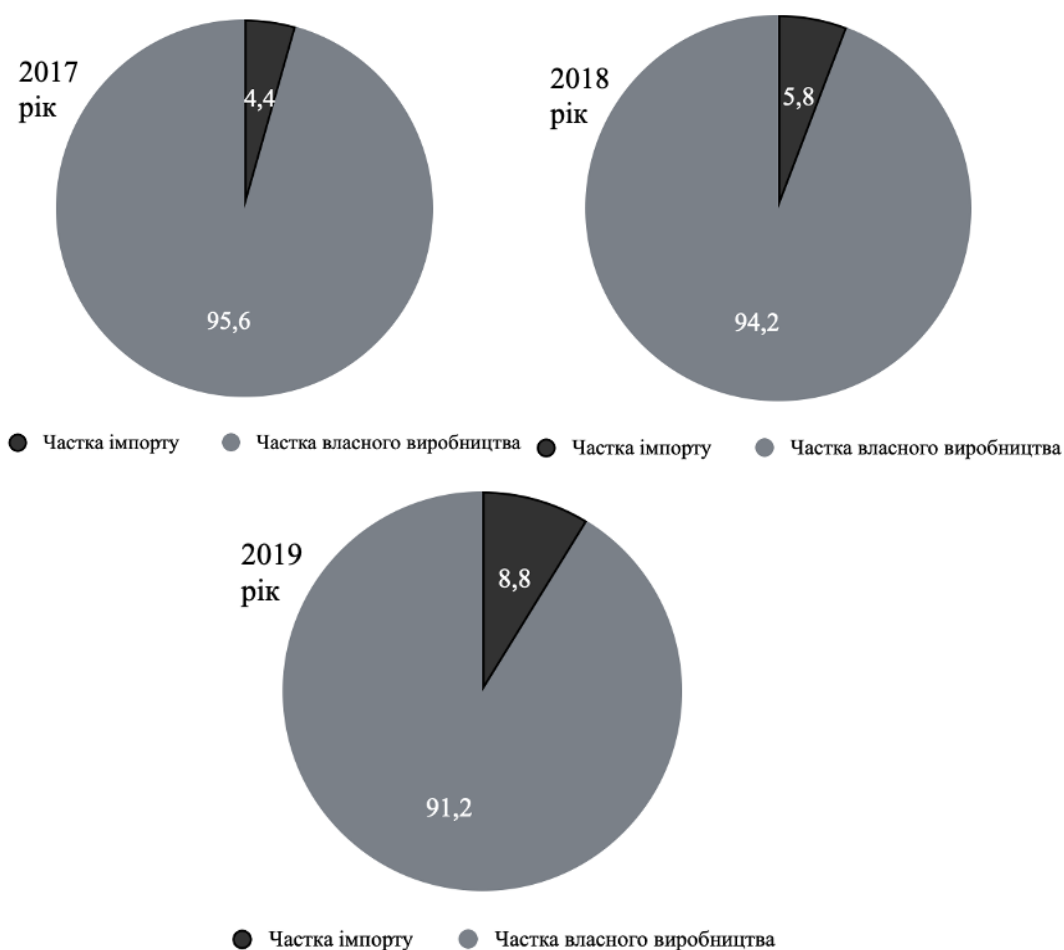 2017
рік
4,4
95,6
Частка імпорту
Частка власного виробництва
2018
рік
5,8
94,2
Частка імпорту
Частка власного виробництва
2019
рік
8,8
91,2
Частка імпорту
Частка власного виробництва